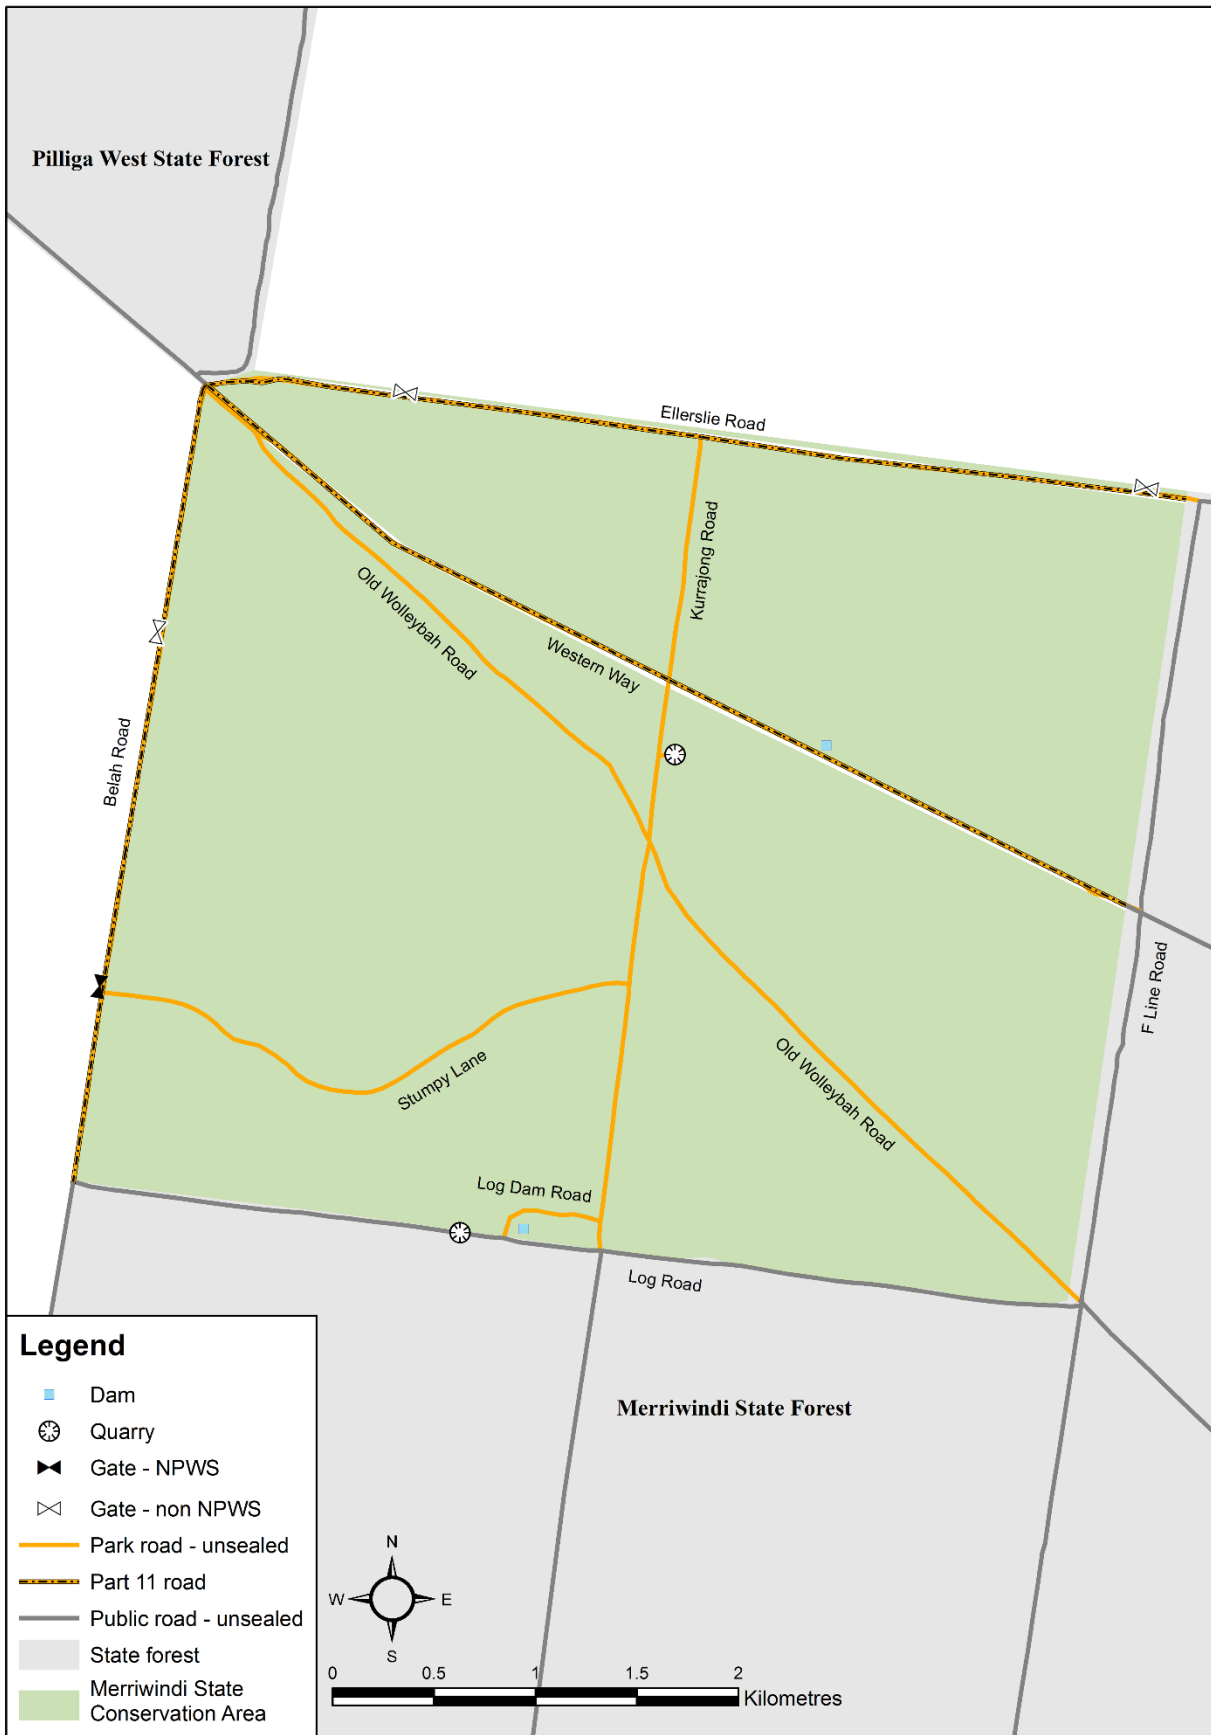 Pilliga West State Forest
Ellerslie Road
Kurrajong Road
Old Wolleybah Road
Western Way
Belah Road
F Line Road
Stumpy Lane
Old Wolleybah Road
Log Dam Road
Log Road
Merriwindi State Forest
Legend
Dam
Quarry
Gate - NPWS
Gate - non NPWS
Park road - unsealed
Part 11 road
Public road - unsealed
State forest
Merriwindi State
Conservation Area
N
W E
S
0 0.5 1 1.5 2
Kilometres